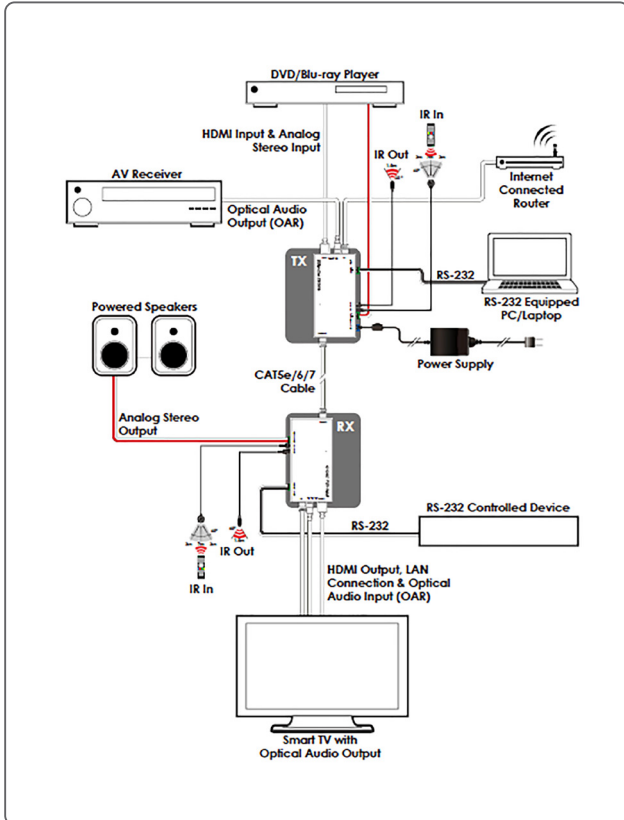 DVD/Blu-ray Player
HDMI Input & Analog
Stereo Input
IR In
IR Out
AV Receiver
Internet
Connected
Router
Optical Audio
Output (OAR)
TX
RS-232
RS-232 Equipped
PC/Laptop
Powered Speakers
Power Supply
CAT5e/6/7
Cable
Analog Stereo
Output
RX
RS-232 Controlled Device
RS-232
IR Out
IR In
HDMI Output, LAN
Connection & Optical
Audio Input (OAR)
Smart TV with
Optical Audio Output